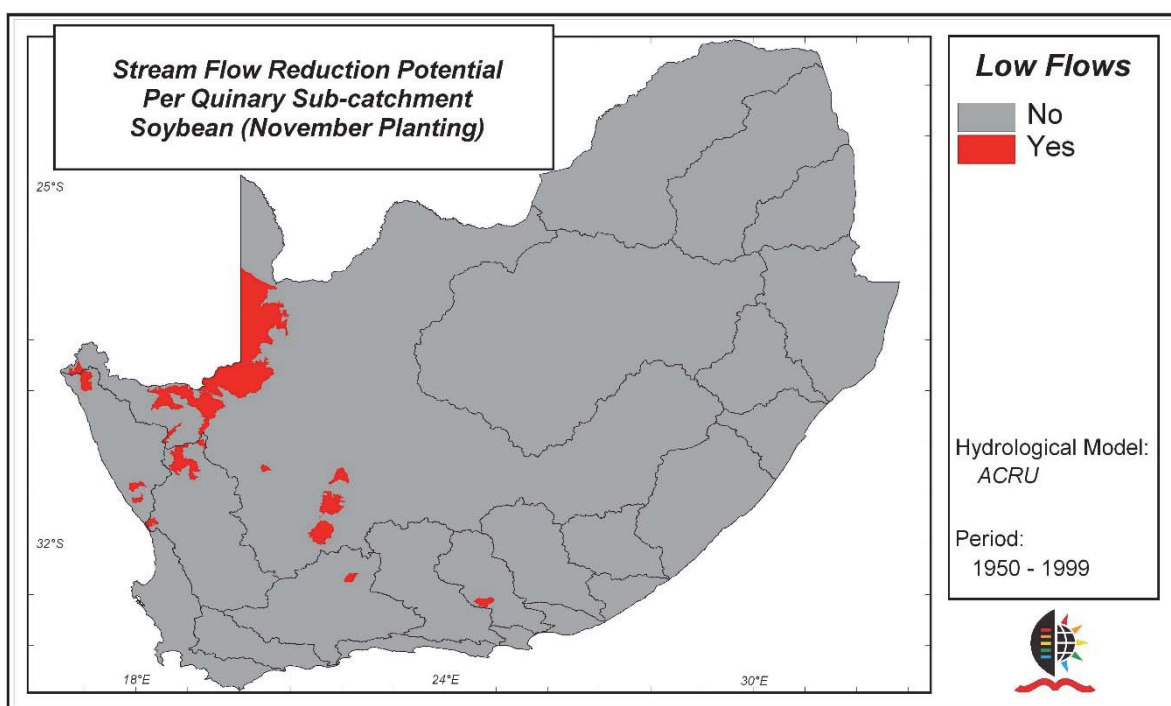 Stream Flow Reduction Potential
Per Quinary Sub-catchment
Soybean (November Planting)
Low Flows
No
Yes
25°S
32°S
18°E
24°E
30°E
Hydrological Model:
ACRU
Period:
1950 - 1999